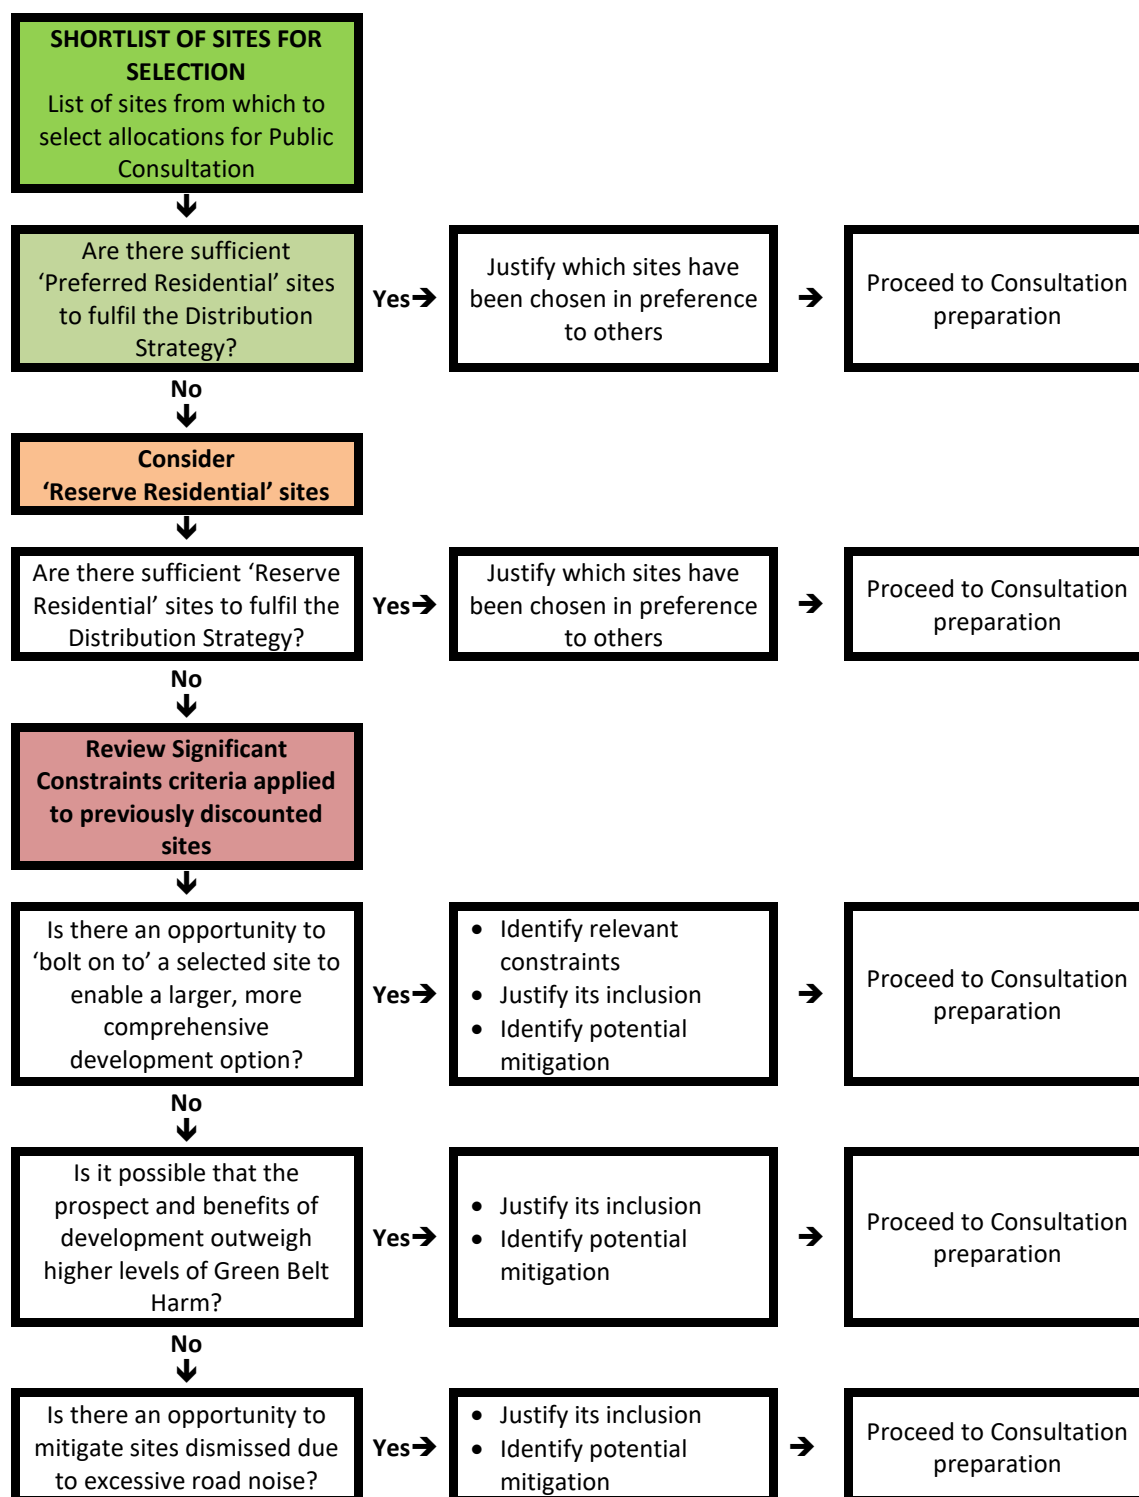 SHORTLIST OF SITES FOR
SELECTION
List of sites from which to
select allocations for Public
Consultation
Are there sufficient
‘Preferred Residential’ sites
to fulfil the Distribution
Strategy?
Yes
Justify which sites have
been chosen in preference
to others
Proceed to Consultation
preparation
No
Consider
‘Reserve Residential’ sites
Are there sufficient ‘Reserve
Residential’ sites to fulfil the
Distribution Strategy?
Yes
Justify which sites have
been chosen in preference
to others
Proceed to Consultation
preparation
No
Review Significant
Constraints criteria applied
to previously discounted
sites
Is there an opportunity to
‘bolt on to’ a selected site to
enable a larger, more
comprehensive
development option?
Yes
• Identify relevant
constraints
• Justify its inclusion
• Identify potential
mitigation
Proceed to Consultation
preparation
No
Is it possible that the
prospect and benefits of
development outweigh
higher levels of Green Belt
Harm?
Yes
• Justify its inclusion
• Identify potential
mitigation
Proceed to Consultation
preparation
No
Is there an opportunity to
mitigate sites dismissed due
to excessive road noise?
Yes
• Justify its inclusion
• Identify potential
mitigation
Proceed to Consultation
preparation